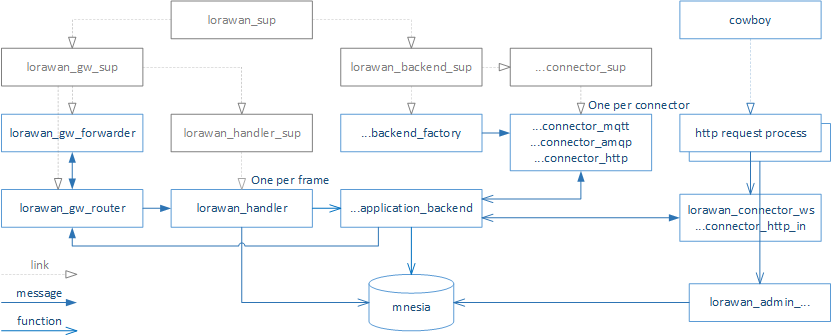 lorawan_sup
cowboy
lorawan_gw_sup
lorawan_backend_sup
...connector_sup
One per connector
lorawan_gw_forwarder
lorawan_handler_sup
...backend_factory
...connector_mqtt
...connector_amqp
...connector_http
http request process
One per frame
lorawan_gw_router
lorawan_handler
...application_backend
lorawan_connector_ws
...connector_http_in
link
message
function
mnesia
lorawan_admin_...